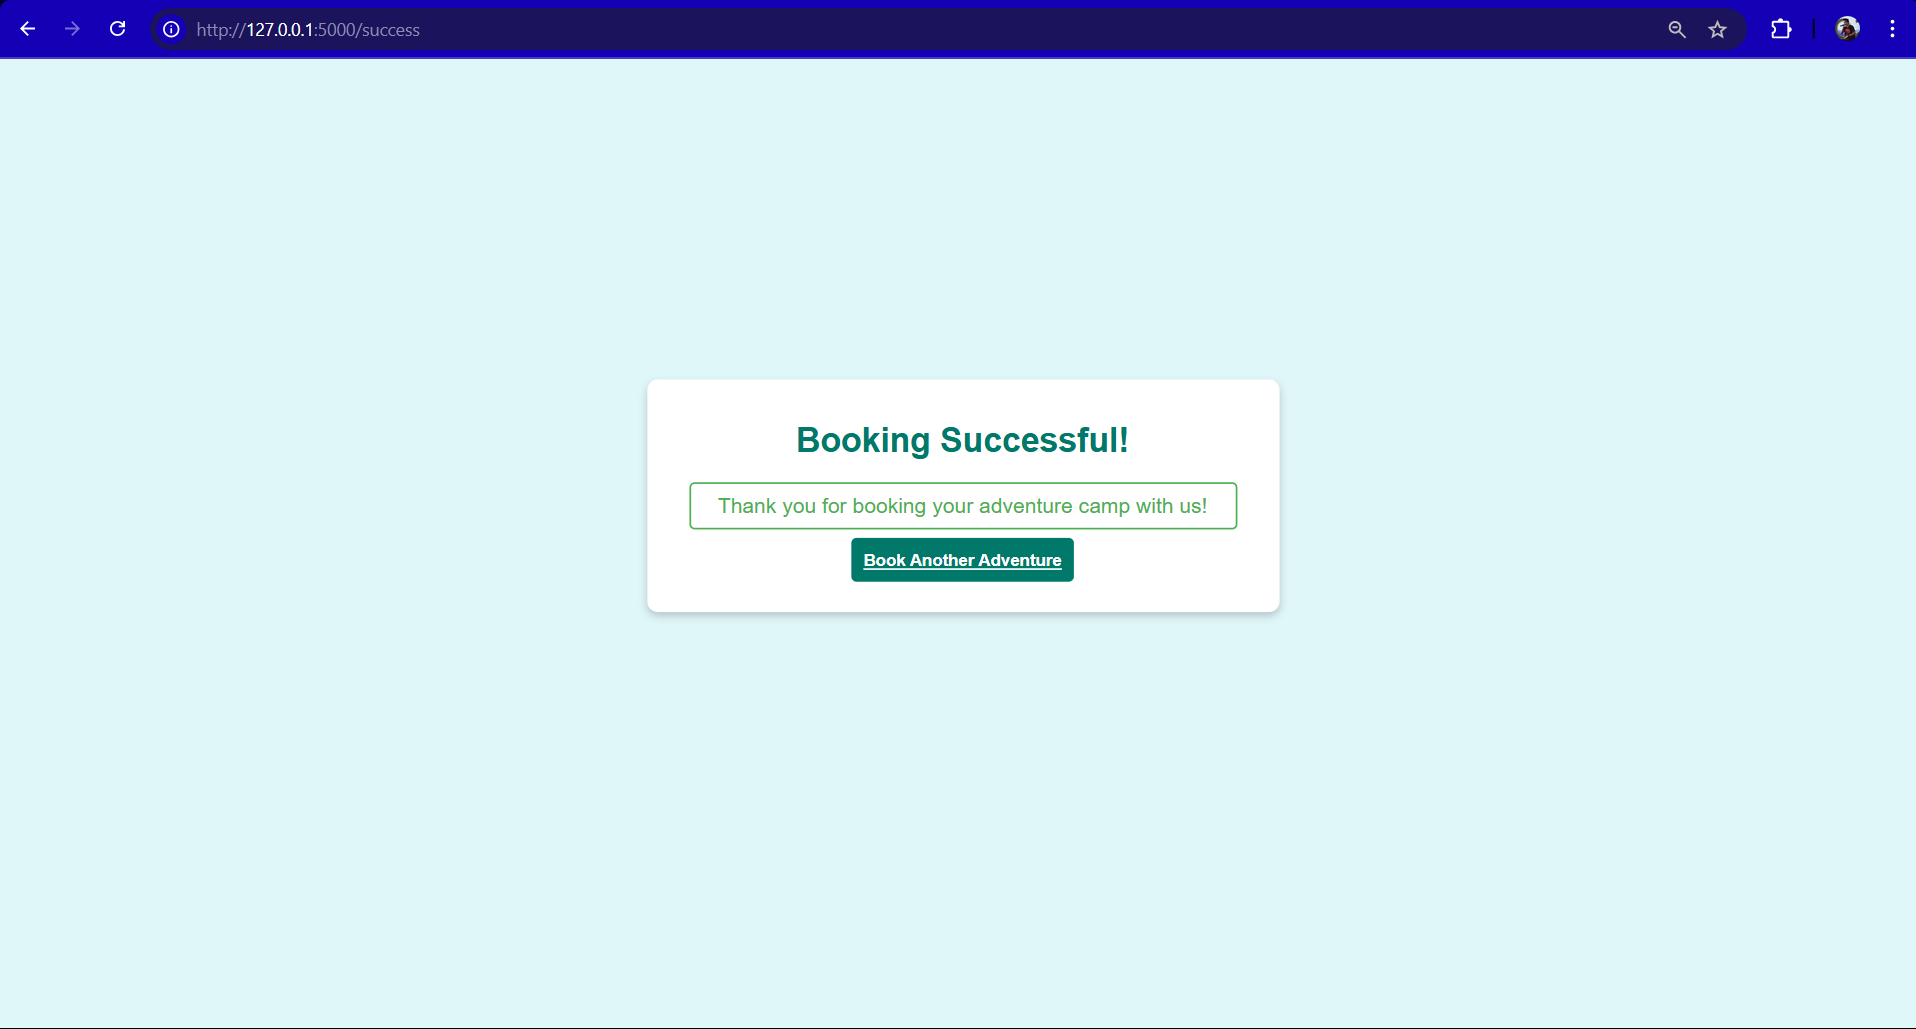 http://127.0.0.1:5000/success
Booking Successful!
Thank you for booking your adventure camp with us!
Book Another Adventure